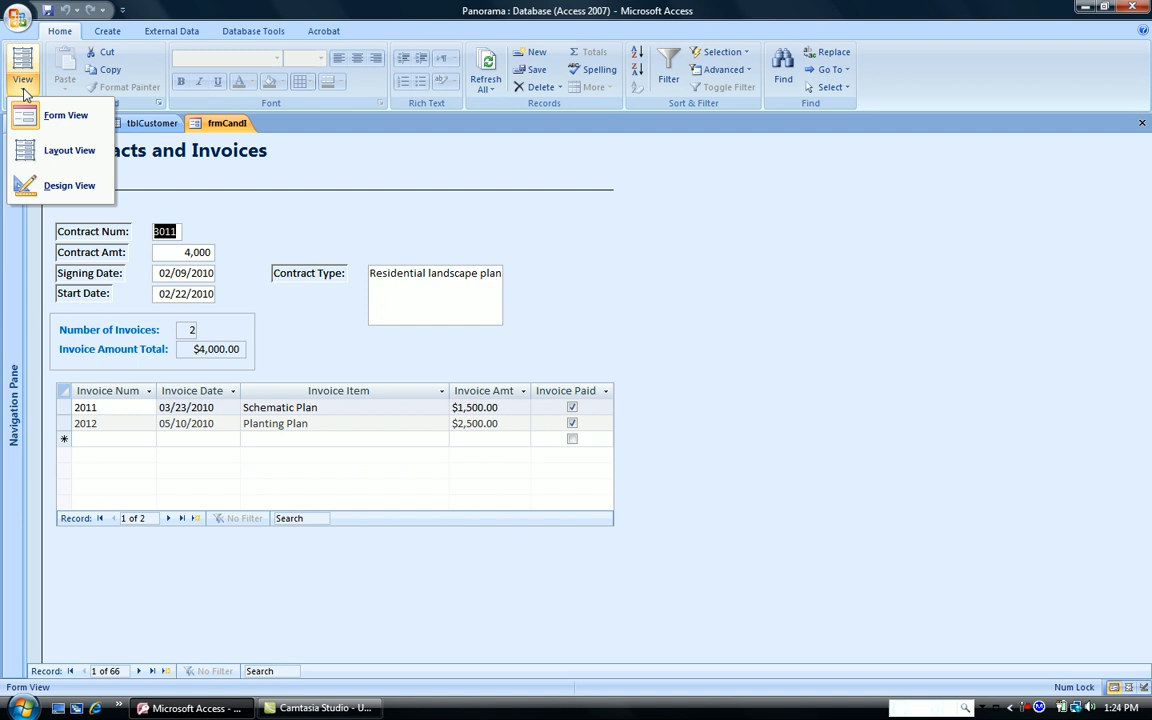 Panorama : Database (Access 2007) - Microsoft Access
Home Create External Data Database Tools Acrobat
View Paste Cut Copy Format Painter
Font
Rich Text
Refresh All New Save Delete Totals Spelling More
Records
Filter Selection Advanced Toggle Filter
Sort & Filter
Find Replace Go To Select
Find
Form View
Layout View
Design View
tblCustomer frmCandI
acts and Invoices
Contract Num: 3011
Contract Amt: 4,000
Signing Date: 02/09/2010 Contract Type: Residential landscape plan
Start Date: 02/22/2010
Number of Invoices: 2
Invoice Amount Total: $4,000.00
Invoice Num Invoice Date Invoice Item Invoice Amt Invoice Paid
2011 03/23/2010 Schematic Plan $1,500.00
2012 05/10/2010 Planting Plan $2,500.00
Record: 1 of 2 No Filter Search
Navigation Pane
Record: 1 of 66 No Filter Search
Form View Num Lock
Microsoft Access - ... Camtasia Studio - U... 1:24 PM